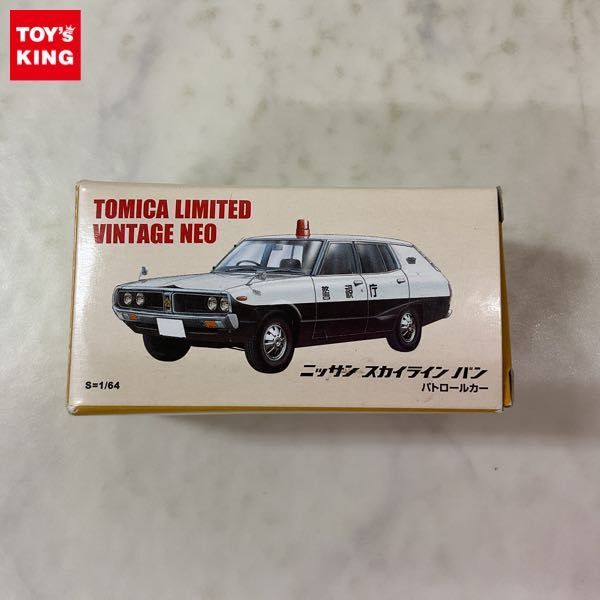 TOY's
KING
TOMICA LIMITED
VINTAGE NEO
警視庁
ニッサン スカイライン バン
パトロールカー
S=1/64